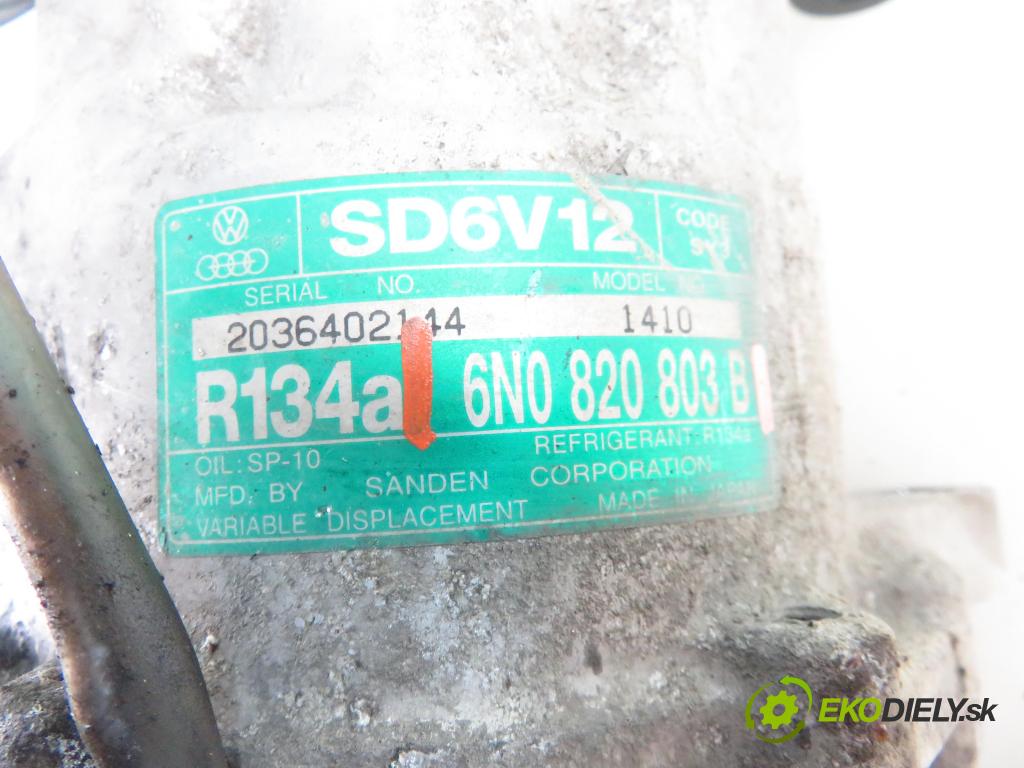 SD6V12 CODE
SERIAL NO. MODEL
2036402144 1410
R134a 6N0 820 803 B
OIL: SP-10 REFRIGERANT: R134a
MFD. BY SANDEN CORPORATION
VARIABLE DISPLACEMENT MADE IN JAPAN
EKODIELY.sk